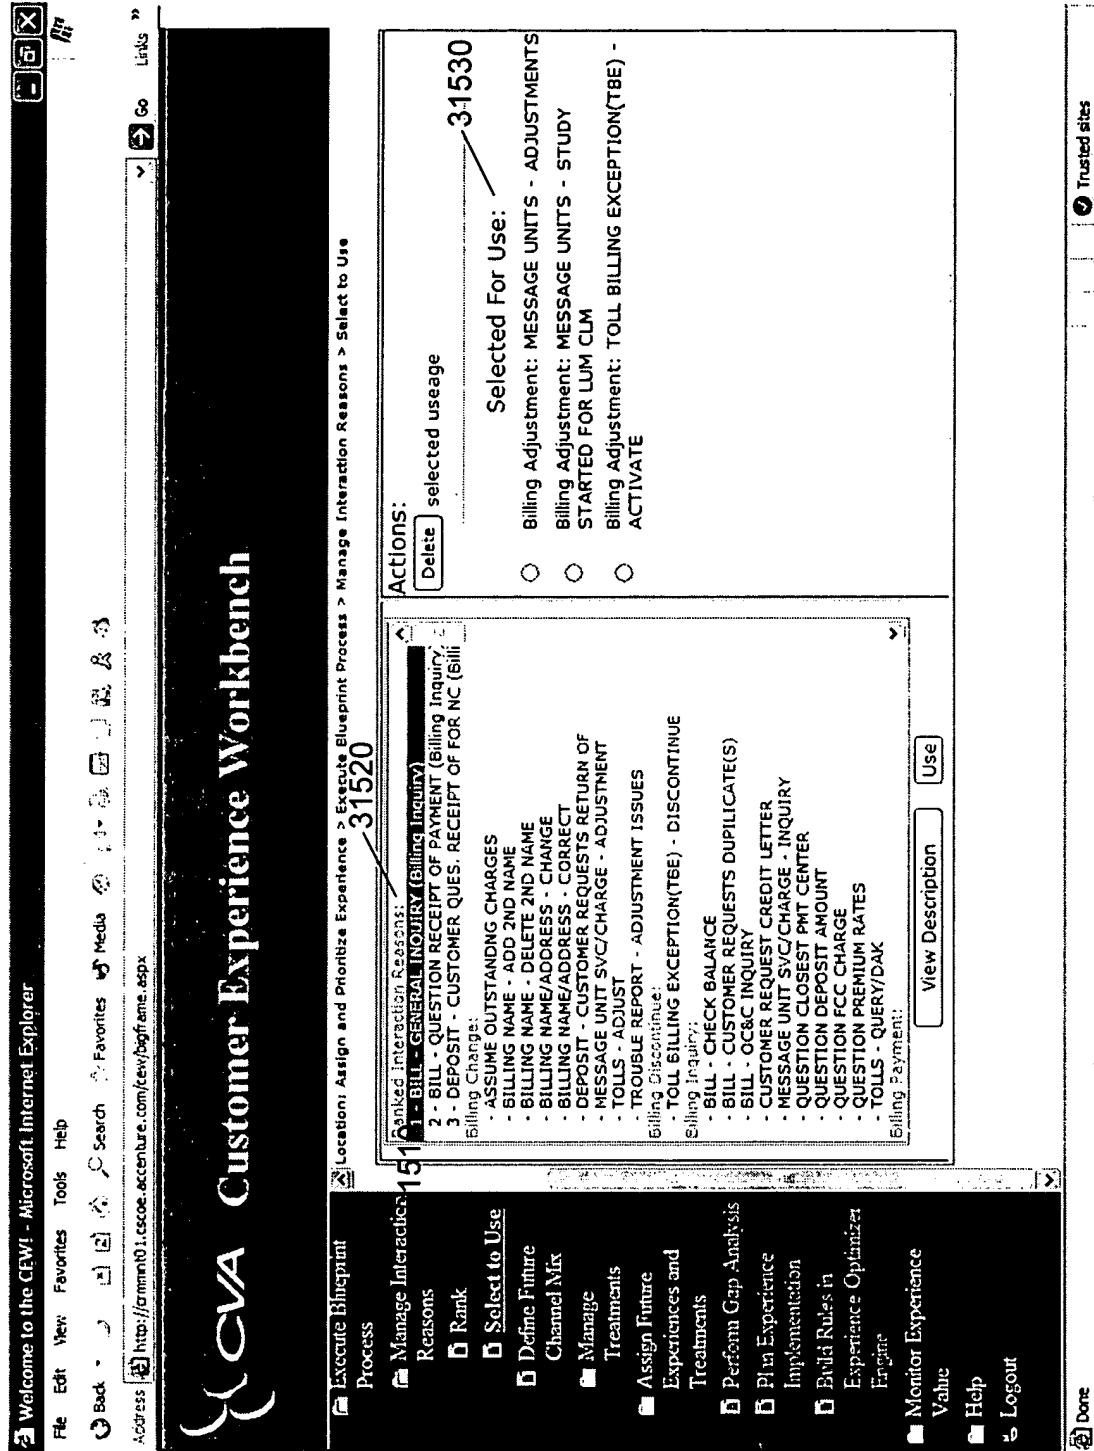 Welcome to the CEW! - Microsoft Internet Explorer
File Edit View Favorites Tools Help
Back Search Favorites Media
Address http://crmmnt01.cscoe.accenture.com/cew/bigframe.aspx Go Links »
CVA Customer Experience Workbench
Execute Blueprint
Process
Manage Interaction
Reasons
Rank
Select to Use
Define Future
Channel Mix
Manage
Treatments
Assign Future
Experiences and
Treatments
Perform Gap Analysis
Plan Experience
Implementation
Build Rules in
Experience Optimizer
Engine
Monitor Experience
Value
Help
Logout
Location: Assign and Prioritize Experience > Execute Blueprint Process > Manage Interaction Reasons > Select to Use
31520
1510
Ranked Interaction Reasons:
1 - BILL - GENERAL INQUIRY (Billing Inquiry)
2 - BILL - QUESTION RECEIPT OF PAYMENT (Billing Inquiry)
3 - DEPOSIT - CUSTOMER QUES. RECEIPT OF FOR NC (Billi
Billing Change:
- ASSUME OUTSTANDNG CHARGES
- BILLING NAME - ADD 2ND NAME
- BILLING NAME - DELETE 2ND NAME
- BILLING NAME/ADDRESS - CHANGE
- BILLING NAME/ADDRESS - CORRECT
- DEPOSIT - CUSTOMER REQUESTS RETURN OF
- MESSAGE UNIT SVC/CHARGE - ADJUSTMENT
- TOLLS - ADJUST
- TROUBLE REPORT - ADJUSTMENT ISSUES
Billing Discontinue:
- TOLL BILLING EXCEPTION(TBE) - DISCONTINUE
Billing Inquiry:
- BILL - CHECK BALANCE
- BILL - CUSTOMER REQUESTS DUPILICATE(S)
- BILL - OC&C INQUIRY
- CUSTOMER REQUEST CREDIT LETTER
- MESSAGE UNIT SVC/CHARGE - INQUIRY
- QUESTION CLOSEST PMT CENTER
- QUESTION DEPOSIT AMOUNT
- QUESTION FCC CHARGE
- QUESTION PREMIUM RATES
- TOLLS - QUERY/DAK
Billing Payment:
View Description Use
Actions:
Delete selected useage
31530
Selected For Use:
Billing Adjustment: MESSAGE UNITS - ADJUSTMENTS
Billing Adjustment: MESSAGE UNITS - STUDY
STARTED FOR LUM CLM
Billing Adjustment: TOLL BILLING EXCEPTION(TBE) -
ACTIVATE
Done Trusted sites